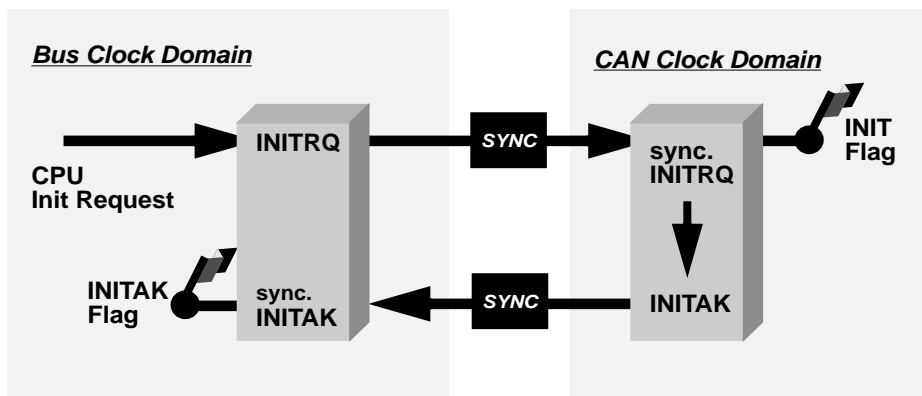 Bus Clock Domain
CAN Clock Domain
CPU
Init Request
INITRQ
SYNC
sync.
INITRQ
INIT
Flag
INITAK
Flag
sync.
INITAK
SYNC
INITAK